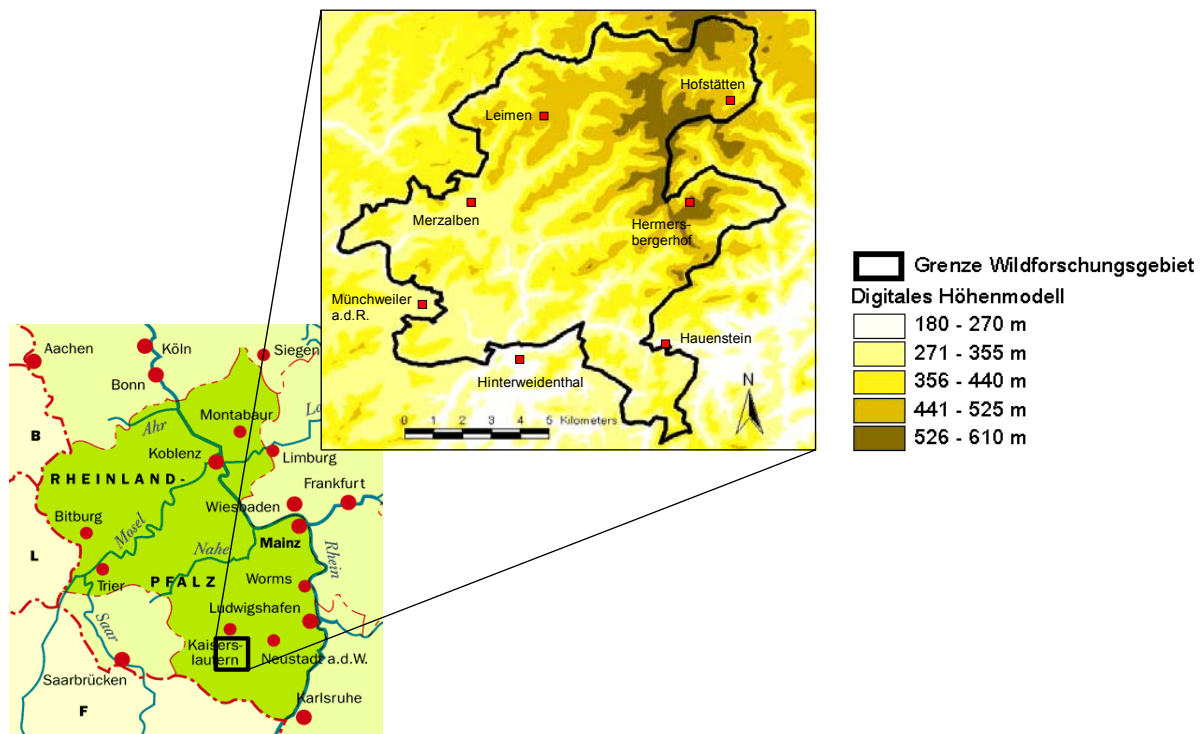 Hofstätten
Leimen
Merzalben
Hermers-
bergerhof
Münchweiler
a.d.R.
Hauenstein
Hinterweidenthal
N
0 1 2 3 4 5 Kilometers
Grenze Wildforschungsgebiet
Digitales Höhenmodell
180 - 270 m
271 - 355 m
356 - 440 m
441 - 525 m
526 - 610 m
Aachen
Köln
Siegen
Bonn
Montabaur
La
Ahr
B
Koblenz
Limburg
RHEINLAND-
Frankfurt
Wiesbaden
Bitburg
Mosel
Mainz
Nahe
Rhein
L
Trier
PFALZ
Worms
Ludwigshafen
Saar
Kaisers-
lautern
Neustadt a.d.W.
Saarbrücken
Karlsruhe
F